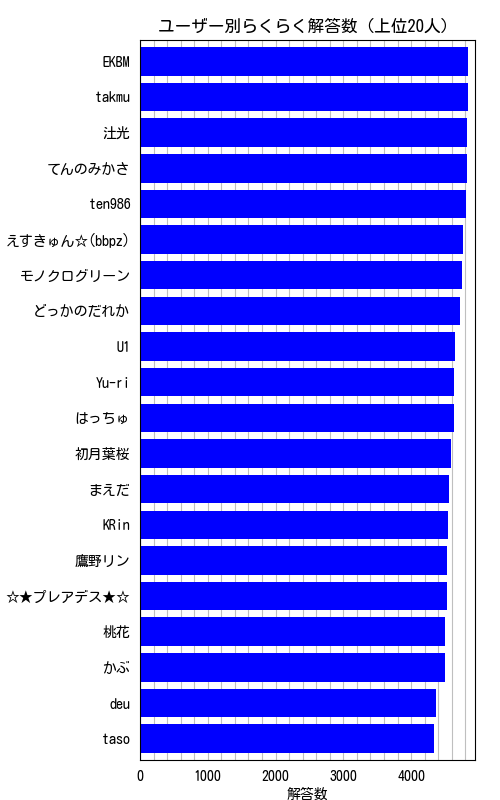 ユーザー別らくらく解答数 (上位20人)
EKBM
takmu
汢光
てんのみかさ
ten986
えすきゅん☆(bbpz)
モノクログリーン
どっかのだれか
U1
Yu-ri
はっちゅ
初月葉桜
まえだ
KRin
鷹野リン
☆★プレアデス★☆
桃花
かぶ
deu
taso
0 1000 2000 3000 4000
解答数